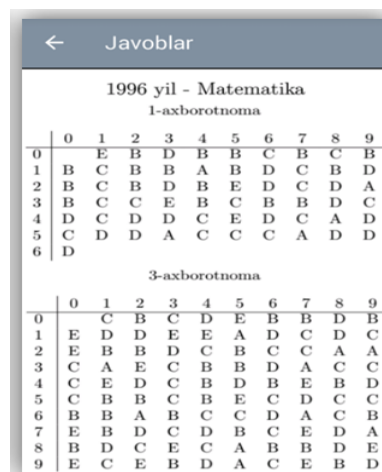 ← Javoblar
1996 yil - Matematika
1-axborotnoma
0 1 2 3 4 5 6 7 8 9
0 E B D B B C B C B
1 B C B B A B D C B D
2 B C B D B E D C D A
3 B C C E B C B B D C
4 D C D D C E D C A D
5 C D D A C C C A D D
6 D
3-axborotnoma
0 1 2 3 4 5 6 7 8 9
0 C B C D E B B D B
1 E D D E E A D C D C
2 E B B D C B C C A A
3 C A E C B B D A C C
4 C E D C B D B E B D
5 C B B C B E C D C C
6 B B A B C C D A C B
7 E B D C D B C E D A
8 B D C E C A B B D E
9 E C E B D A C E B D